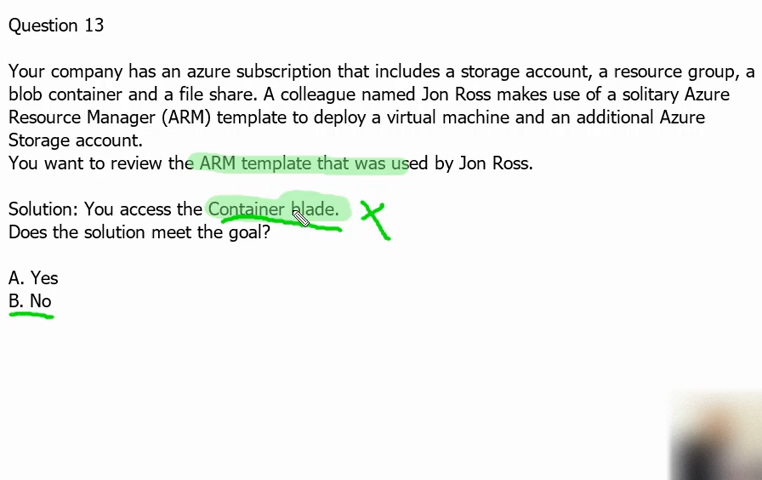 Question 13
Your company has an azure subscription that includes a storage account, a resource group, a
blob container and a file share. A colleague named Jon Ross makes use of a solitary Azure
Resource Manager (ARM) template to deploy a virtual machine and an additional Azure
Storage account.
You want to review the ARM template that was used by Jon Ross.
Solution: You access the Container blade.
Does the solution meet the goal?
A. Yes
B. No